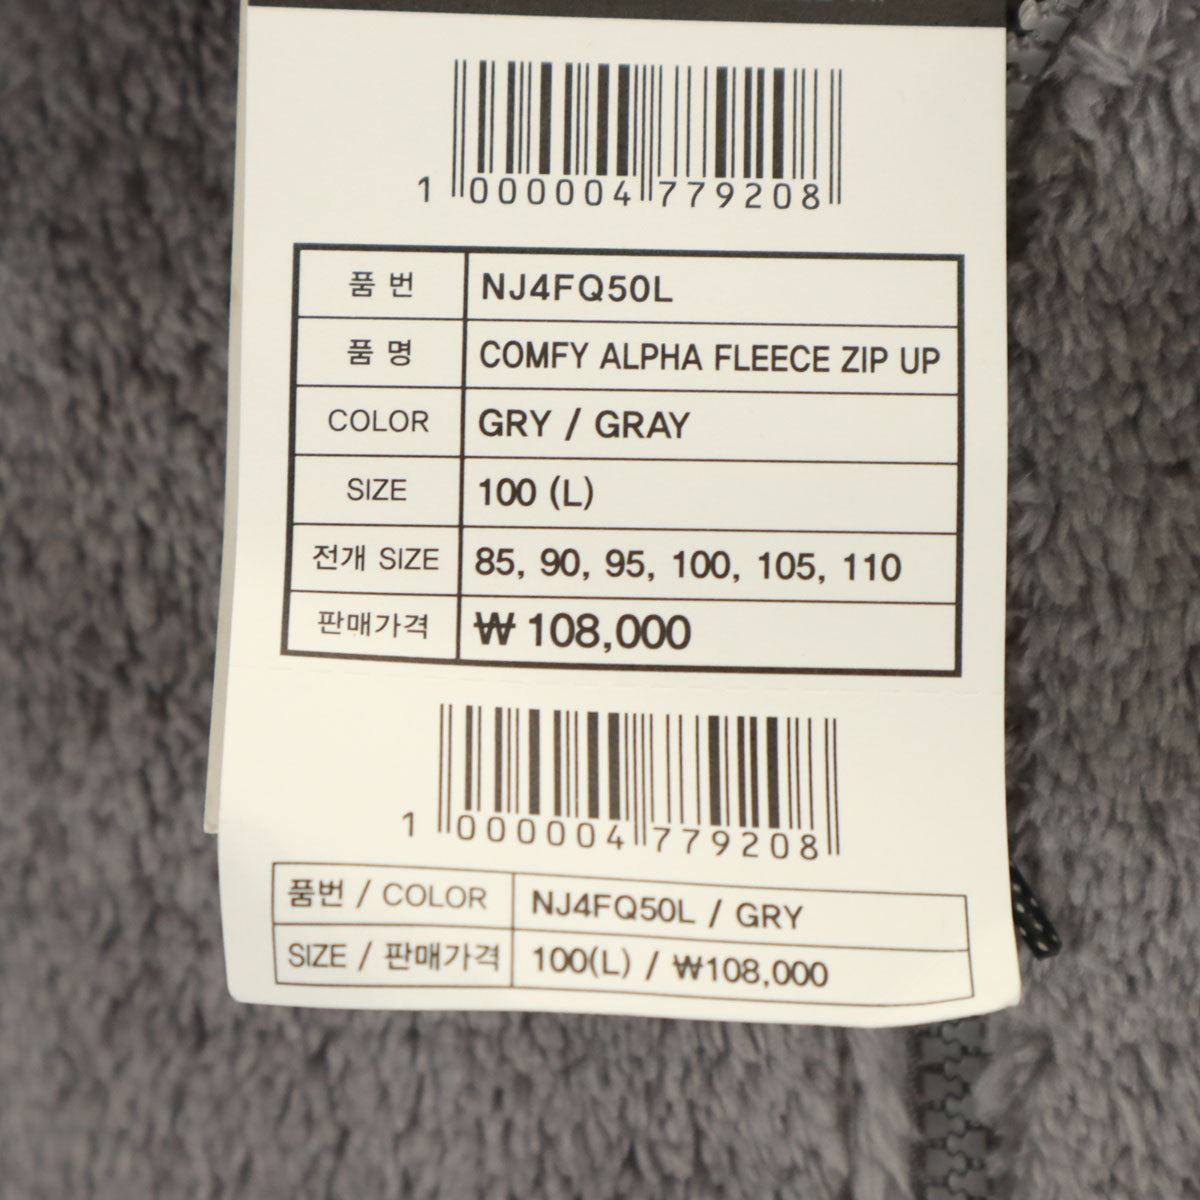 1 000004 779208
품 번 NJ4FQ50L
품 명 COMFY ALPHA FLEECE ZIP UP
COLOR GRY / GRAY
SIZE 100 (L)
전개 SIZE 85, 90, 95, 100, 105, 110
판매가격 ₩ 108,000
1 000004 779208
품번 / COLOR NJ4FQ50L / GRY
SIZE / 판매가격 100(L) / ₩108,000